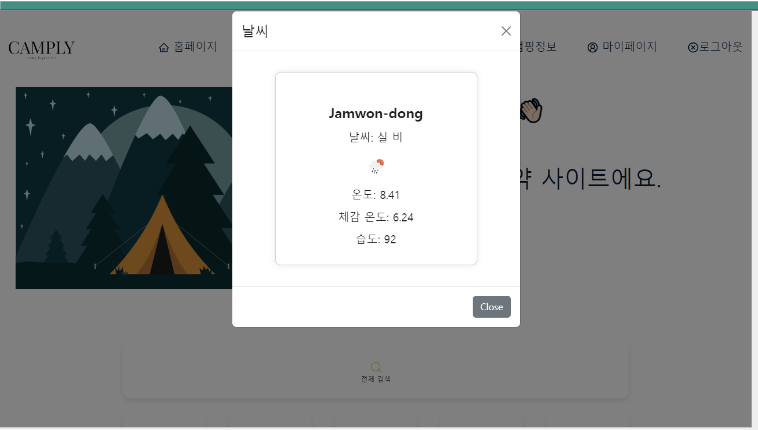 날씨
CAMPLY
홈페이지
캠핑정보
마이페이지
로그아웃
Jamwon-dong
날씨: 실 비
온도: 8.41
체감 온도: 6.24
습도: 92
약 사이트에요.
Close
전체 검색